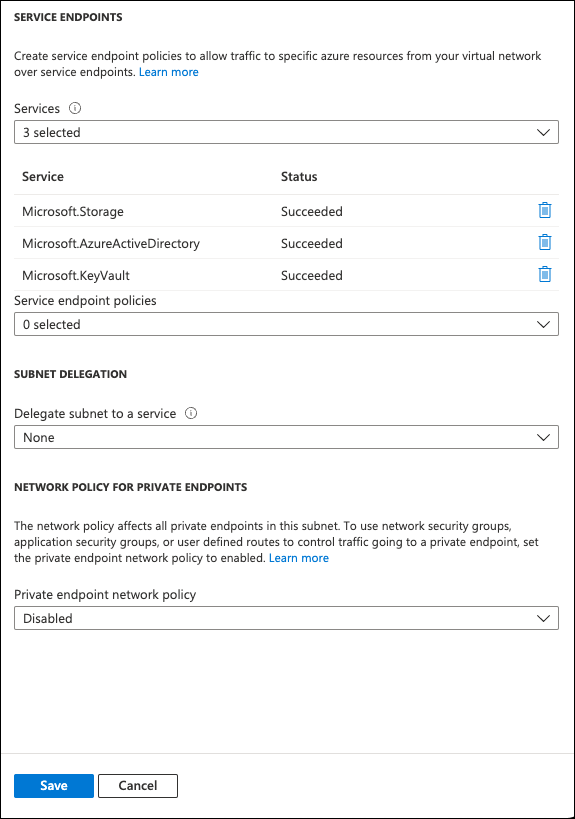 SERVICE ENDPOINTS
Create service endpoint policies to allow traffic to specific azure resources from your virtual network
over service endpoints. Learn more
Services
3 selected
Service Status
Microsoft.Storage Succeeded
Microsoft.AzureActiveDirectory Succeeded
Microsoft.KeyVault Succeeded
Service endpoint policies
0 selected
SUBNET DELEGATION
Delegate subnet to a service
None
NETWORK POLICY FOR PRIVATE ENDPOINTS
The network policy affects all private endpoints in this subnet. To use network security groups,
application security groups, or user defined routes to control traffic going to a private endpoint, set
the private endpoint network policy to enabled. Learn more
Private endpoint network policy
Disabled
Save Cancel